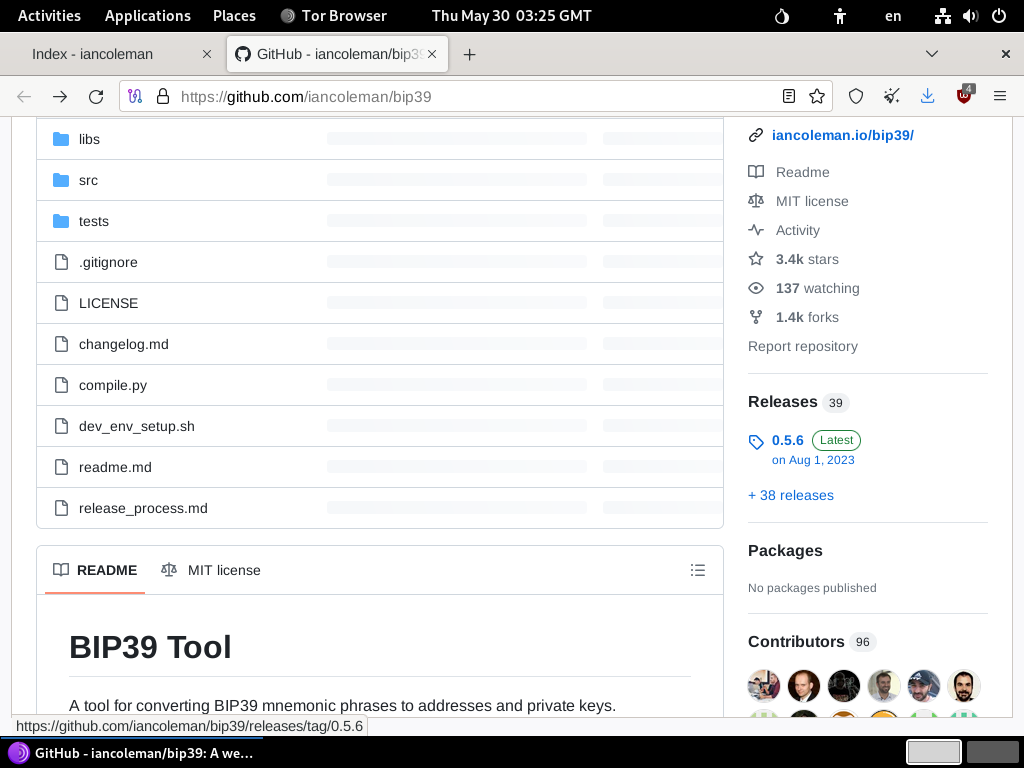 Activities Applications Places Tor Browser Thu May 30 03:25 GMT en
Index - iancoleman GitHub - iancoleman/bip39
https://github.com/iancoleman/bip39 4
libs
src
tests
.gitignore
LICENSE
changelog.md
compile.py
dev_env_setup.sh
readme.md
release_process.md
README MIT license
BIP39 Tool
A tool for converting BIP39 mnemonic phrases to addresses and private keys.
iancoleman.io/bip39/
Readme
MIT license
Activity
3.4k stars
137 watching
1.4k forks
Report repository
Releases 39
0.5.6 Latest
on Aug 1, 2023
+ 38 releases
Packages
No packages published
Contributors 96
https://github.com/iancoleman/bip39/releases/tag/0.5.6
GitHub - iancoleman/bip39: A we...